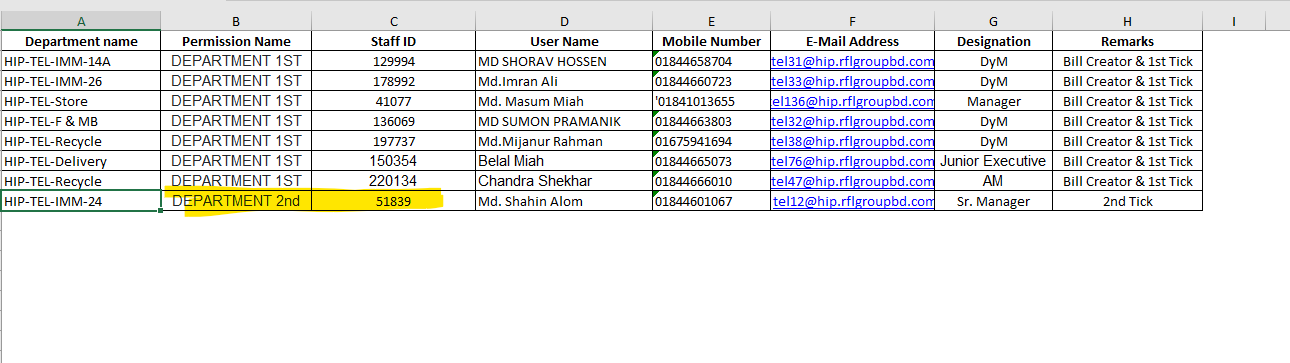 A B C D E F G H I
Department name Permission Name Staff ID User Name Mobile Number E-Mail Address Designation Remarks
HIP-TEL-IMM-14A DEPARTMENT 1ST 129994 MD SHORAV HOSSEN 01844658704 tel31@hip.rflgroupbd.com DyM Bill Creator & 1st Tick
HIP-TEL-IMM-26 DEPARTMENT 1ST 178992 Md.Imran Ali 01844660723 tel33@hip.rflgroupbd.com DyM Bill Creator & 1st Tick
HIP-TEL-Store DEPARTMENT 1ST 41077 Md. Masum Miah '01841013655 el136@hip.rflgroupbd.com Manager Bill Creator & 1st Tick
HIP-TEL-F & MB DEPARTMENT 1ST 136069 MD SUMON PRAMANIK 01844663803 tel32@hip.rflgroupbd.com DyM Bill Creator & 1st Tick
HIP-TEL-Recycle DEPARTMENT 1ST 197737 Md.Mijanur Rahman 01675941694 tel38@hip.rflgroupbd.com DyM Bill Creator & 1st Tick
HIP-TEL-Delivery DEPARTMENT 1ST 150354 Belal Miah 01844665073 tel76@hip.rflgroupbd.com Junior Executive Bill Creator & 1st Tick
HIP-TEL-Recycle DEPARTMENT 1ST 220134 Chandra Shekhar 01844666010 tel47@hip.rflgroupbd.com AM Bill Creator & 1st Tick
HIP-TEL-IMM-24 DEPARTMENT 2nd 51839 Md. Shahin Alom 01844601067 tel12@hip.rflgroupbd.com Sr. Manager 2nd Tick